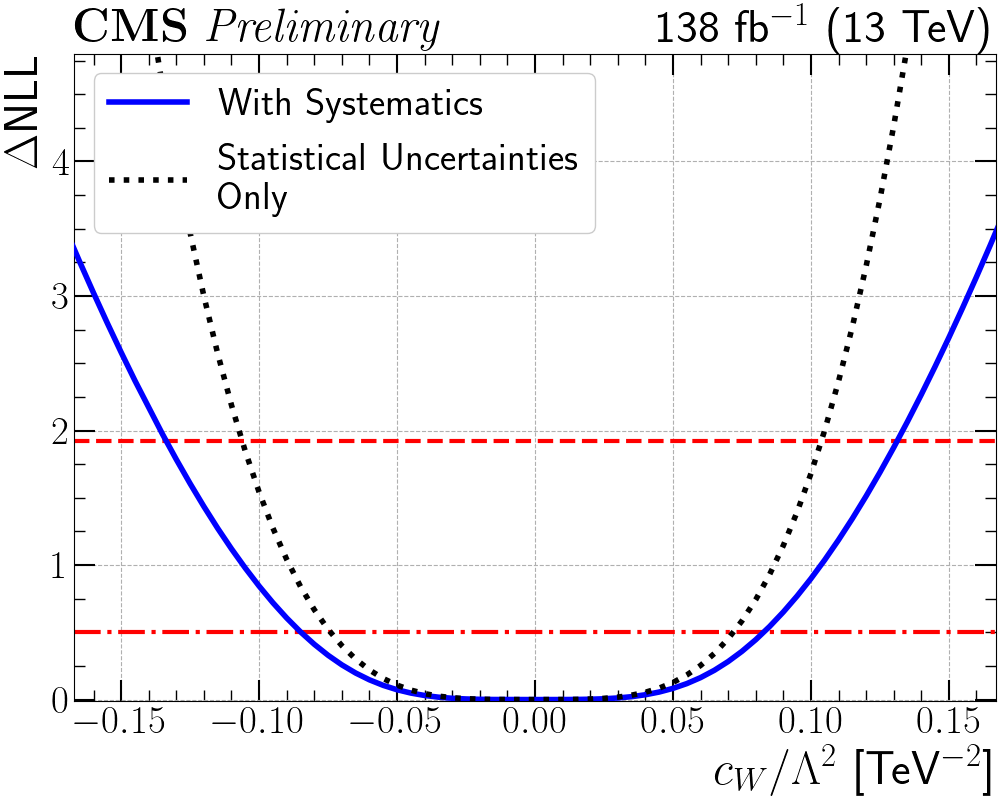 CMS Preliminary 138 fb⁻¹ (13 TeV)
ΔNLL
With Systematics
Statistical Uncertainties
Only
4
3
2
1
0
−0.15 −0.10 −0.05 0.00 0.05 0.10 0.15
c_W/Λ² [TeV⁻²]